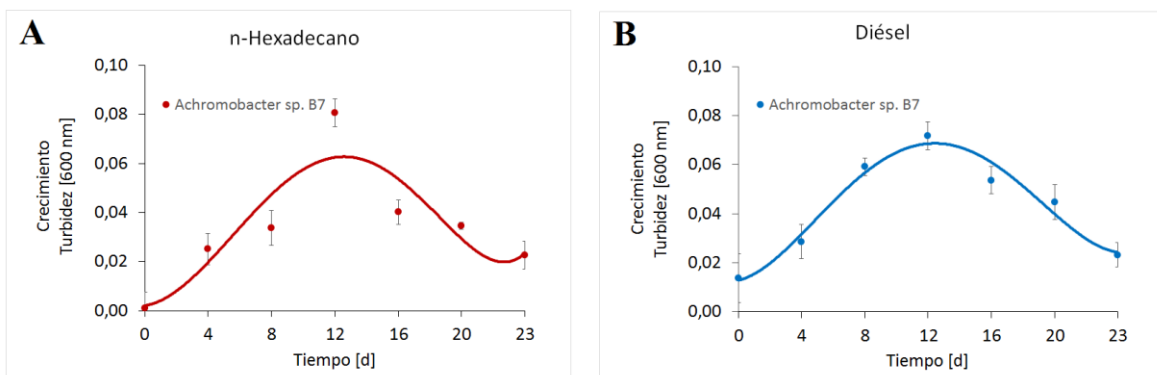 A
n-Hexadecano
0,10
0,08
0,06
0,04
0,02
0,00
Crecimiento
Turbidez [600 nm]
Achromobacter sp. B7
0 4 8 12 16 20 23
Tiempo [d]
B
Diésel
0,10
0,08
0,06
0,04
0,02
0,00
Crecimiento
Turbidez [600 nm]
Achromobacter sp. B7
0 4 8 12 16 20 23
Tiempo [d]